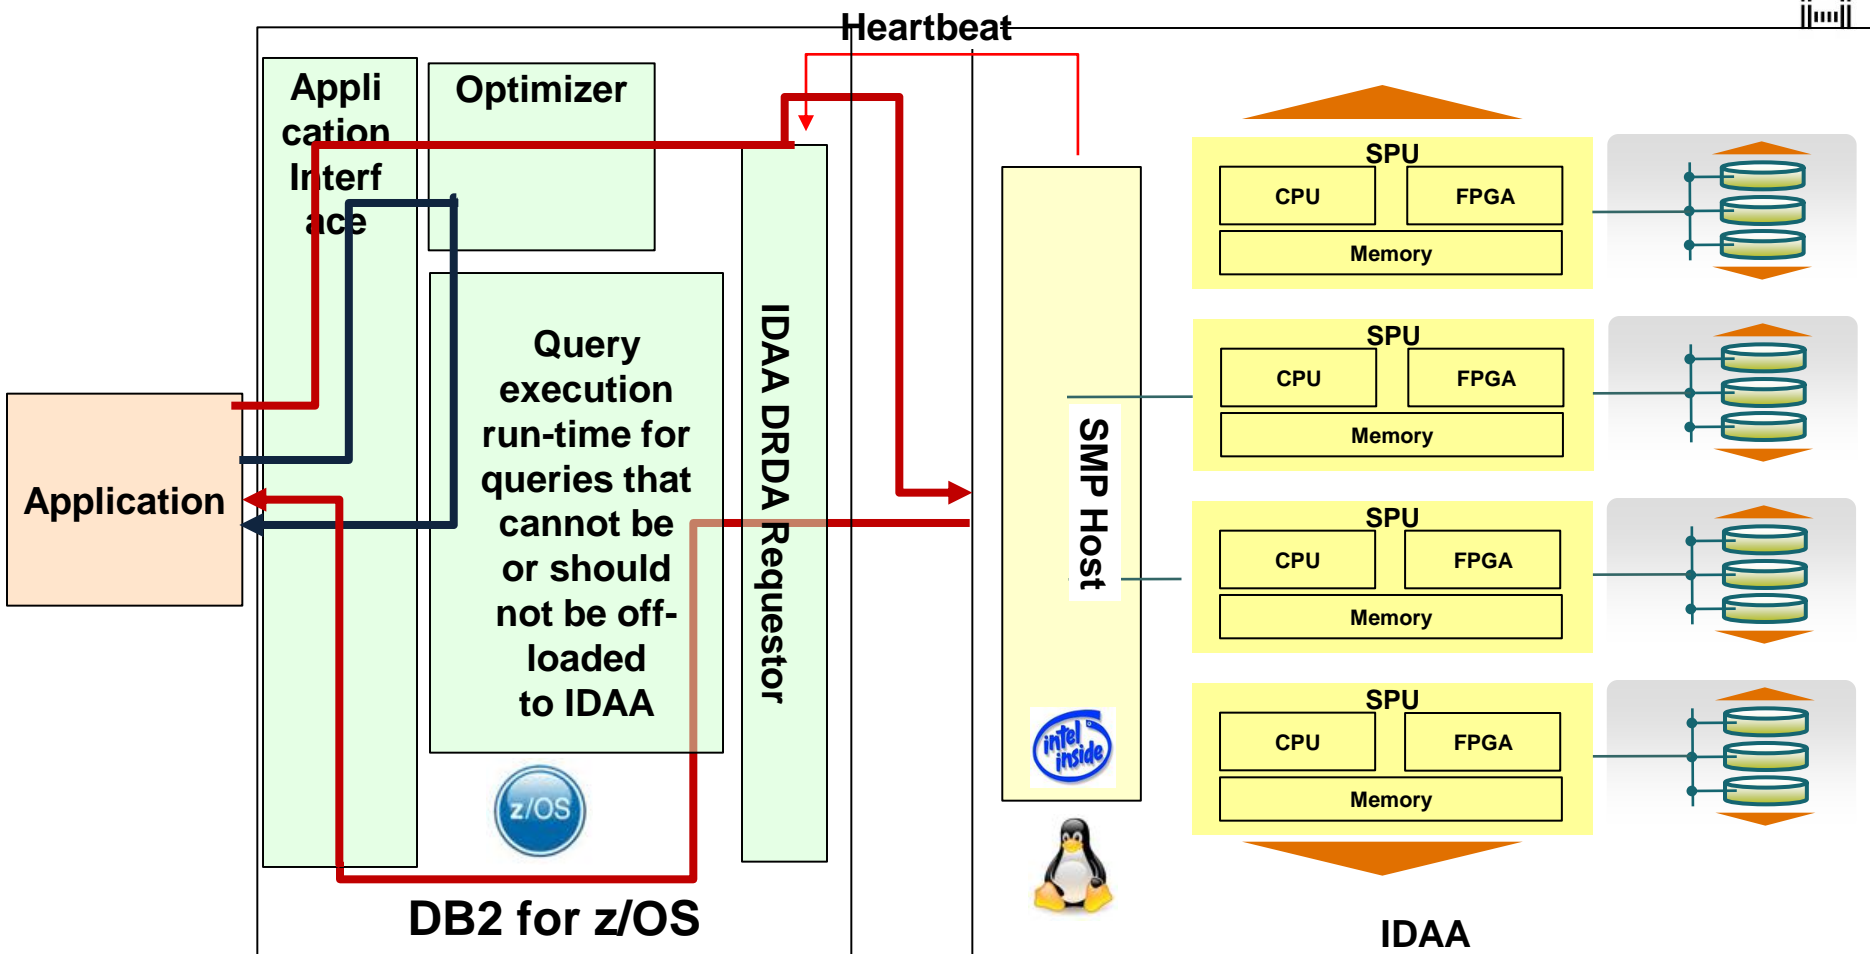 Heartbeat
Appli
cation
Interf
ace
Optimizer
Query
execution
run-time for
queries that
cannot be
or should
not be off-
loaded
to IDAA
IDAA DRDA Requestor
Application
z/OS
DB2 for z/OS
SMP Host
intel
inside
SPU
CPU
FPGA
Memory
SPU
CPU
FPGA
Memory
SPU
CPU
FPGA
Memory
SPU
CPU
FPGA
Memory
IDAA